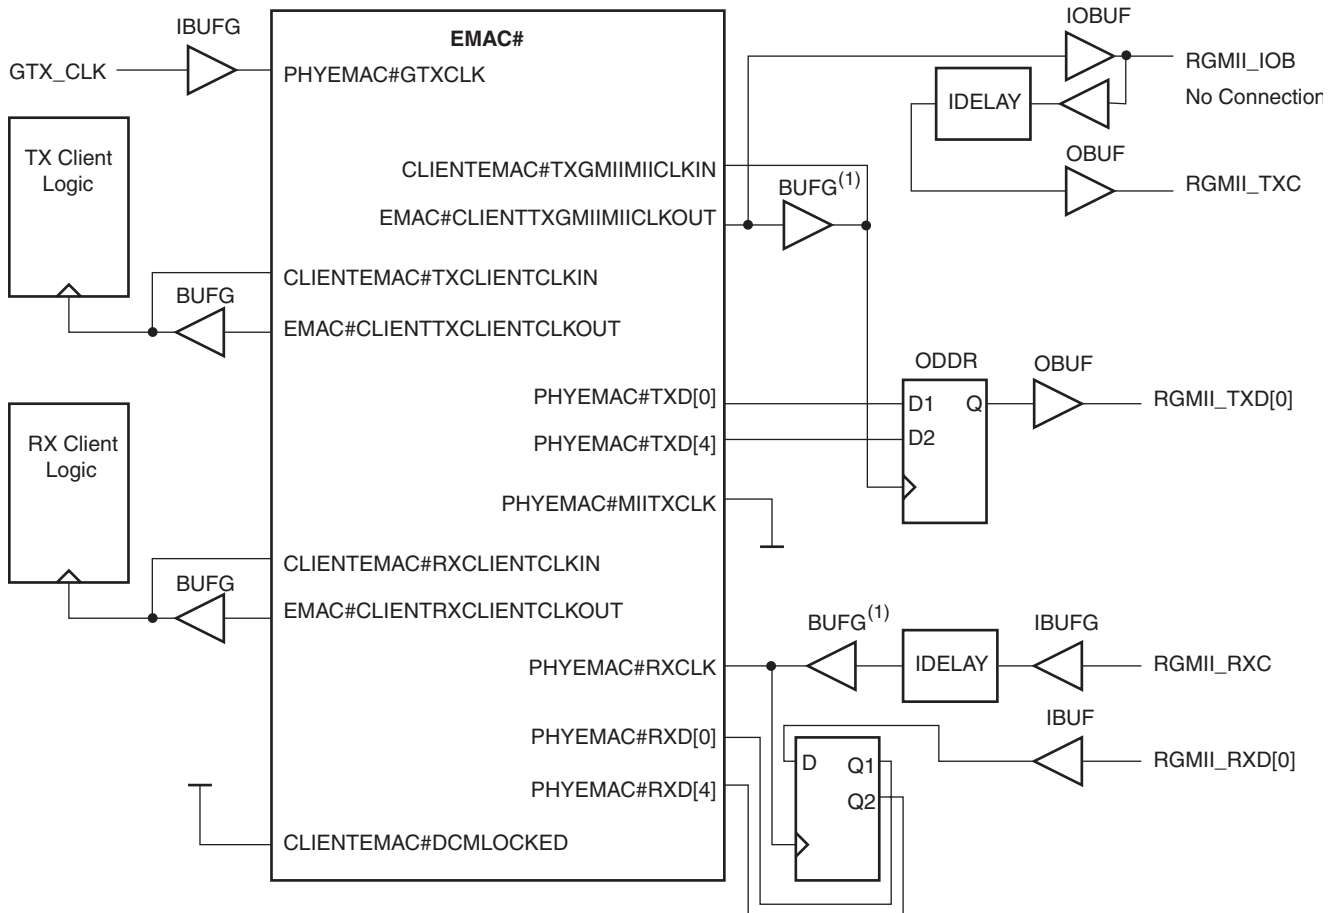 IBUFG
GTX_CLK
EMAC#
PHYEMAC#GTXCLK
IOBUF
RGMII_IOB
No Connection
IDELAY
TX Client
Logic
CLIENTEMAC#TXGMIIMIICLKIN
BUFG(1)
EMAC#CLIENTTXGMIIMIICLKOUT
OBUF
RGMII_TXC
CLIENTEMAC#TXCLIENTCLKIN
BUFG
EMAC#CLIENTTXCLIENTCLKOUT
ODDR
OBUF
PHYEMAC#TXD[0]
D1
Q
RGMII_TXD[0]
PHYEMAC#TXD[4]
D2
RX Client
Logic
PHYEMAC#MIITXCLK
CLIENTEMAC#RXCLIENTCLKIN
BUFG
EMAC#CLIENTRXCLIENTCLKOUT
BUFG(1)
IBUFG
PHYEMAC#RXCLK
IDELAY
RGMII_RXC
IBUF
PHYEMAC#RXD[0]
D
Q1
RGMII_RXD[0]
PHYEMAC#RXD[4]
Q2
CLIENTEMAC#DCMLOCKED